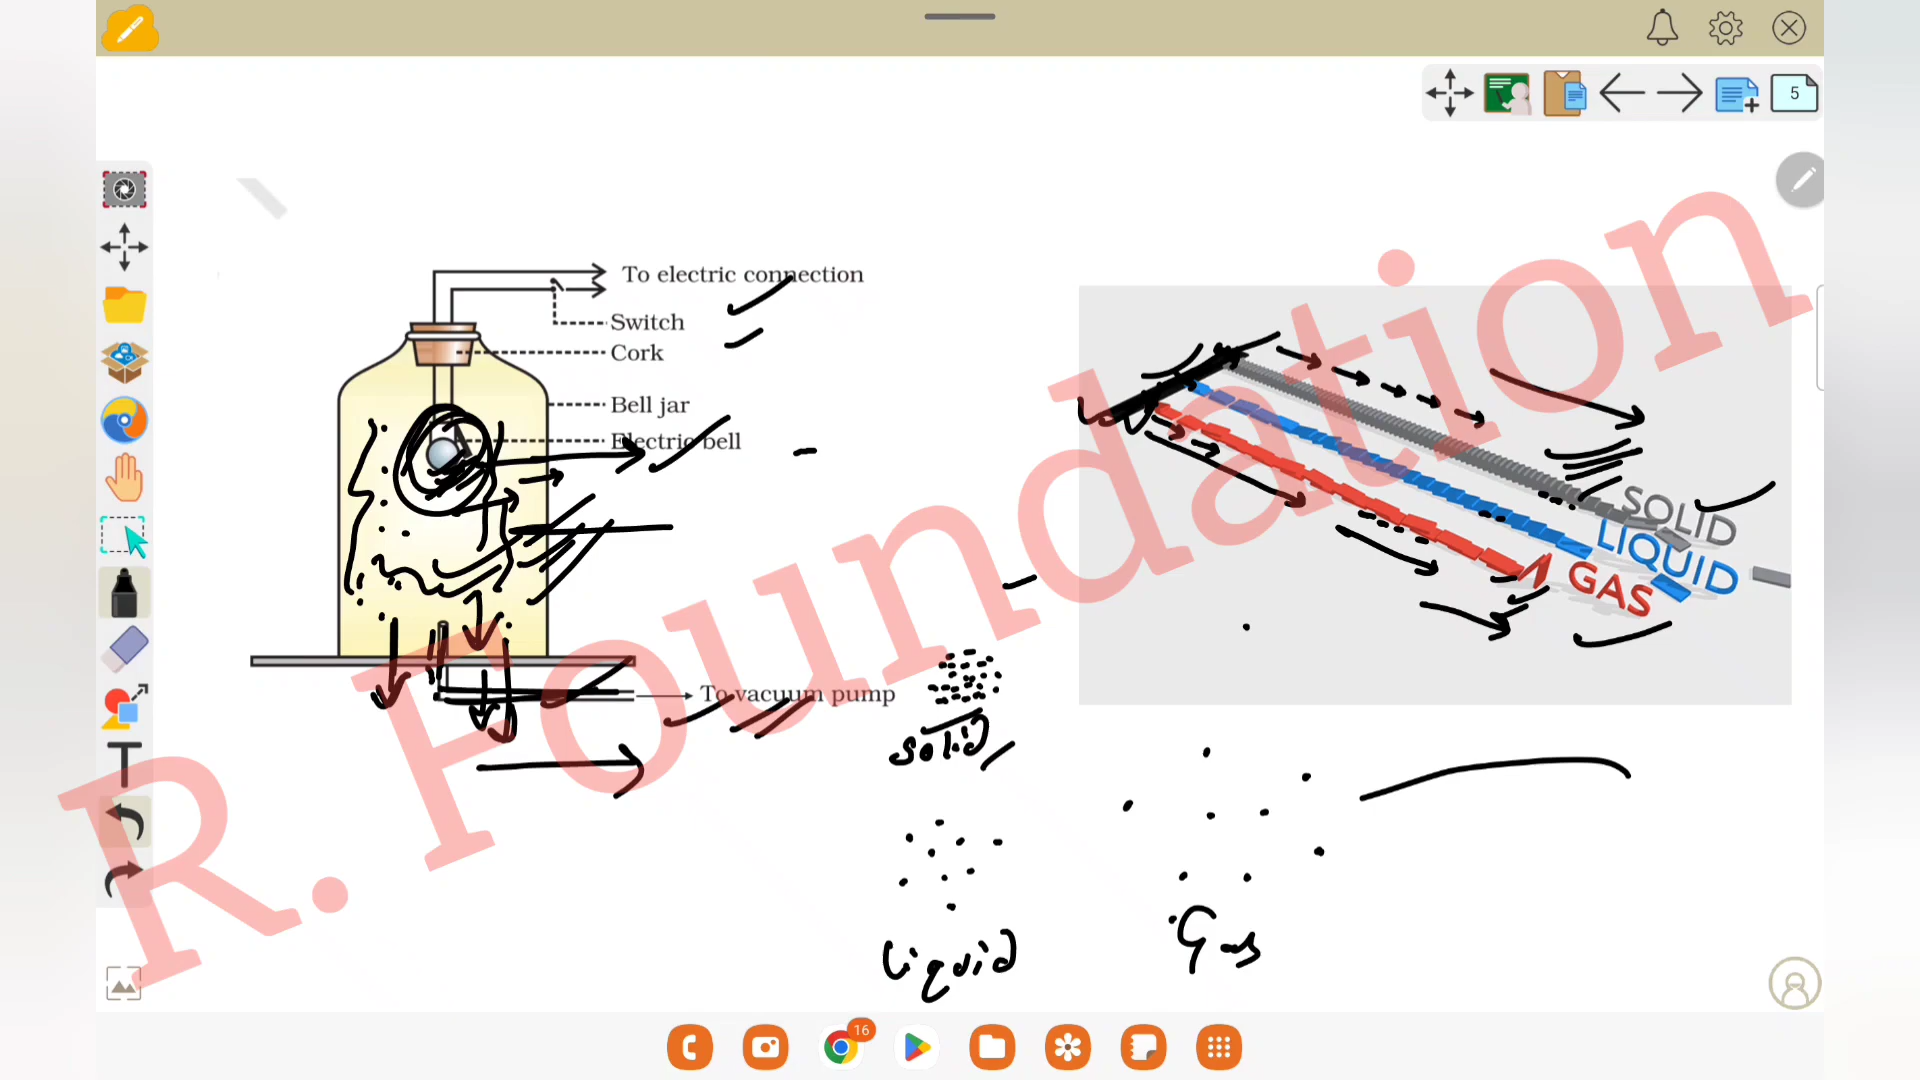 5
To electric connection
Switch
Cork
Bell jar
Electric bell
To vacuum pump
SOLID
LIQUID
GAS
solid
liquid
Gas
R. Foundation
16